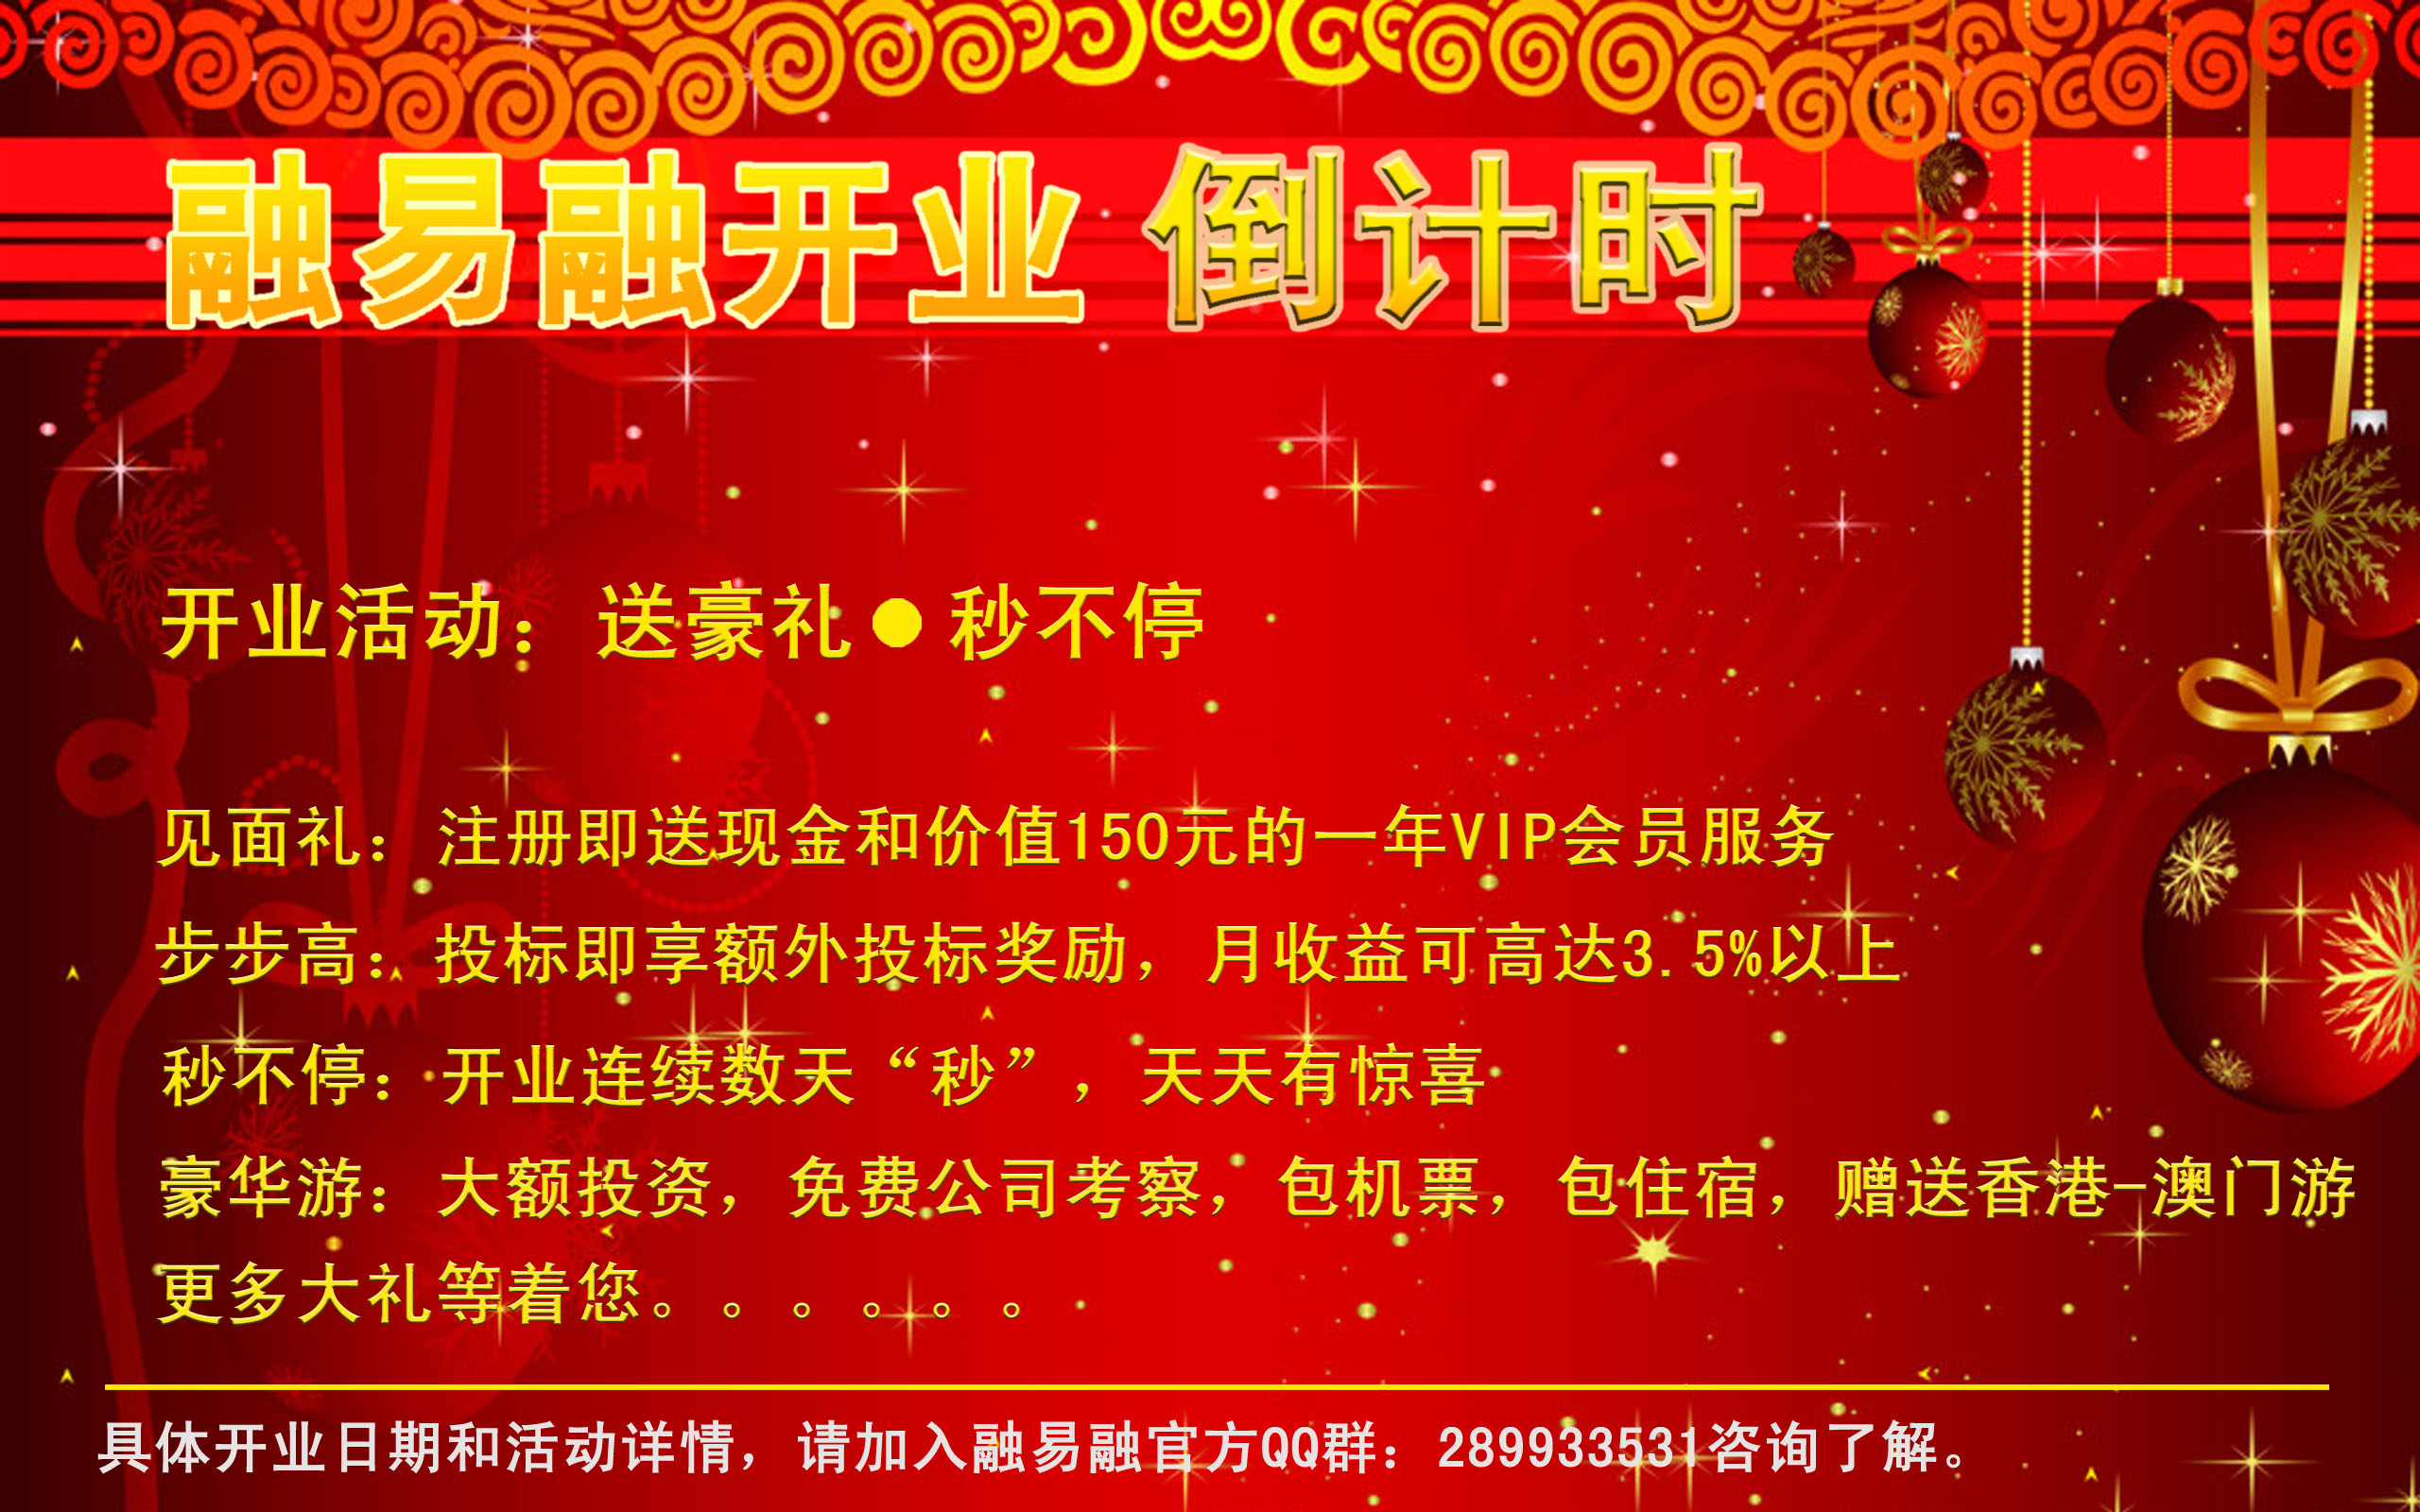 融易融开业 倒计时
开业活动： 送豪礼●秒不停
见面礼：注册即送现金和价值150元的一年VIP会员服务
步步高：投标即享额外投标奖励，月收益可高达3.5%以上
秒不停：开业连续数天“秒”，天天有惊喜
豪华游：大额投资，免费公司考察，包机票，包住宿，赠送香港-澳门游
更多大礼等着您。。。。。。
具体开业日期和活动详情，请加入融易融官方QQ群：289933531咨询了解。